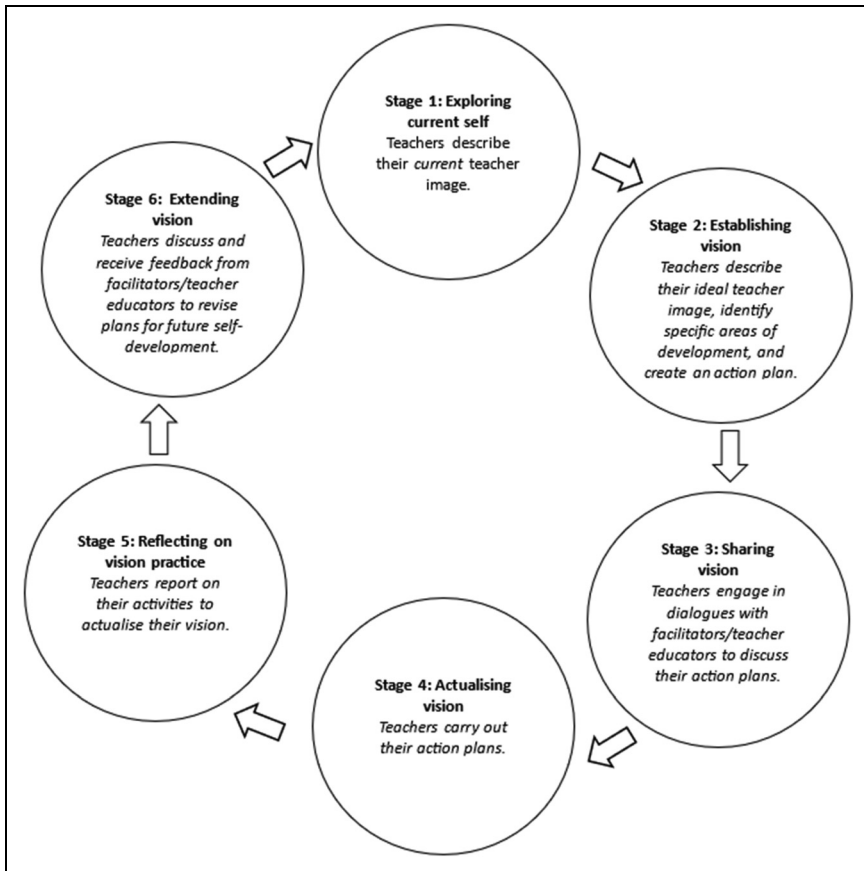 Stage 1: Exploring
current self
Teachers describe
their current teacher
image.
Stage 2: Establishing
vision
Teachers describe
their ideal teacher
image, identify
specific areas of
development, and
create an action plan.
Stage 3: Sharing
vision
Teachers engage in
dialogues with
facilitators/teacher
educators to discuss
their action plans.
Stage 4: Actualising
vision
Teachers carry out
their action plans.
Stage 5: Reflecting on
vision practice
Teachers report on
their activities to
actualise their vision.
Stage 6: Extending
vision
Teachers discuss and
receive feedback from
facilitators/teacher
educators to revise
plans for future self-
development.